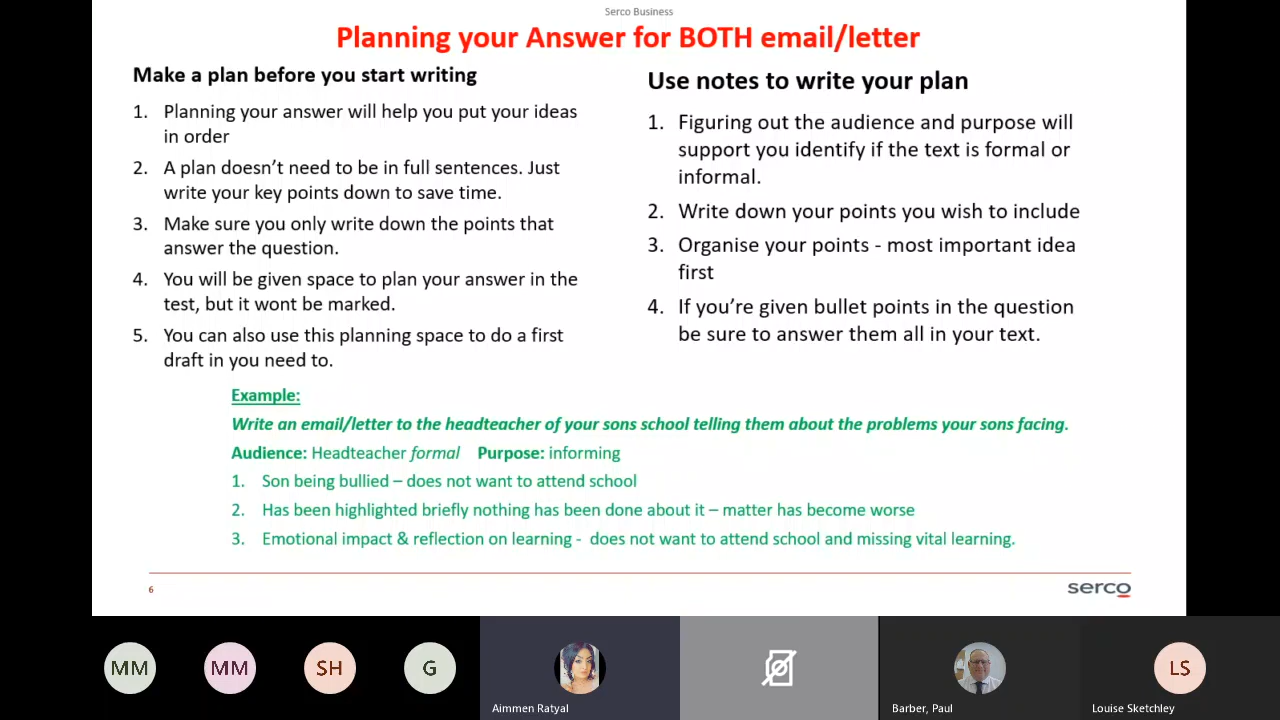 Serco Business
Planning your Answer for BOTH email/letter
Make a plan before you start writing
1. Planning your answer will help you put your ideas
in order
2. A plan doesn't need to be in full sentences. Just
write your key points down to save time.
3. Make sure you only write down the points that
answer the question.
4. You will be given space to plan your answer in the
test, but it wont be marked.
5. You can also use this planning space to do a first
draft in you need to.
Use notes to write your plan
1. Figuring out the audience and purpose will
support you identify if the text is formal or
informal.
2. Write down your points you wish to include
3. Organise your points - most important idea
first
4. If you're given bullet points in the question
be sure to answer them all in your text.
Example:
Write an email/letter to the headteacher of your sons school telling them about the problems your sons facing.
Audience: Headteacher formal Purpose: informing
1. Son being bullied – does not want to attend school
2. Has been highlighted briefly nothing has been done about it – matter has become worse
3. Emotional impact & reflection on learning - does not want to attend school and missing vital learning.
6
serco
MM MM SH G LS
Aimmen Ratyal Barber, Paul Louise Sketchley